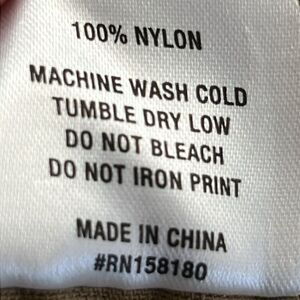 100% NYLON
MACHINE WASH COLD
TUMBLE DRY LOW
DO NOT BLEACH
DO NOT IRON PRINT
MADE IN CHINA
#RN158180